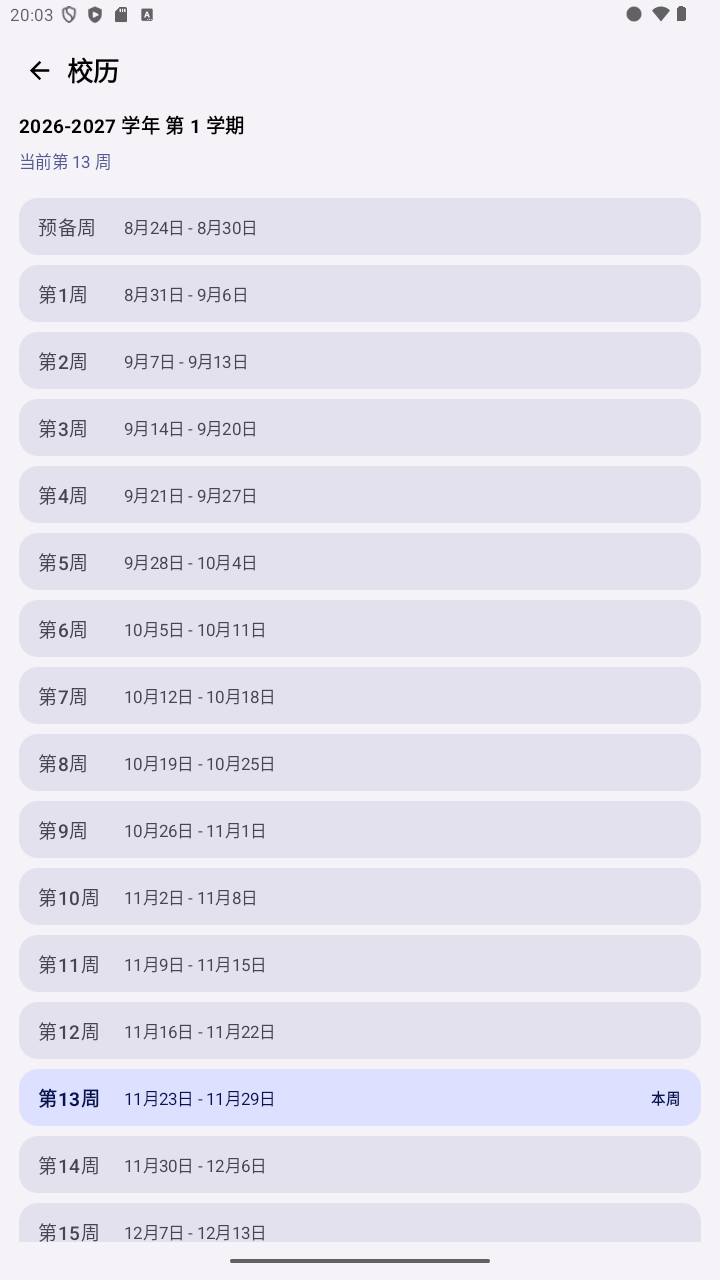 20:03
校历
2026-2027 学年 第 1 学期
当前第 13 周
预备周 8月24日 - 8月30日
第1周 8月31日 - 9月6日
第2周 9月7日 - 9月13日
第3周 9月14日 - 9月20日
第4周 9月21日 - 9月27日
第5周 9月28日 - 10月4日
第6周 10月5日 - 10月11日
第7周 10月12日 - 10月18日
第8周 10月19日 - 10月25日
第9周 10月26日 - 11月1日
第10周 11月2日 - 11月8日
第11周 11月9日 - 11月15日
第12周 11月16日 - 11月22日
第13周 11月23日 - 11月29日 本周
第14周 11月30日 - 12月6日
第15周 12月7日 - 12月13日